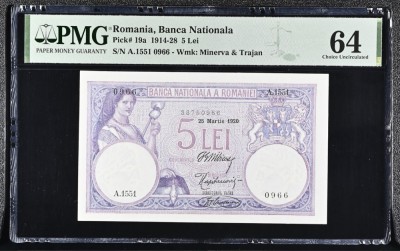 PMG
PAPER MONEY GUARANTY
Romania, Banca Nationala
Pick# 19a 1914-28 5 Lei
S/N A.1551 0966 - Wmk: Minerva & Trajan
64
Choice Uncirculated
BANCA NATIONALA A ROMANIEI
0966
A.1551
38760966
25 Martie 1920
5 LEI
A.1551
0966